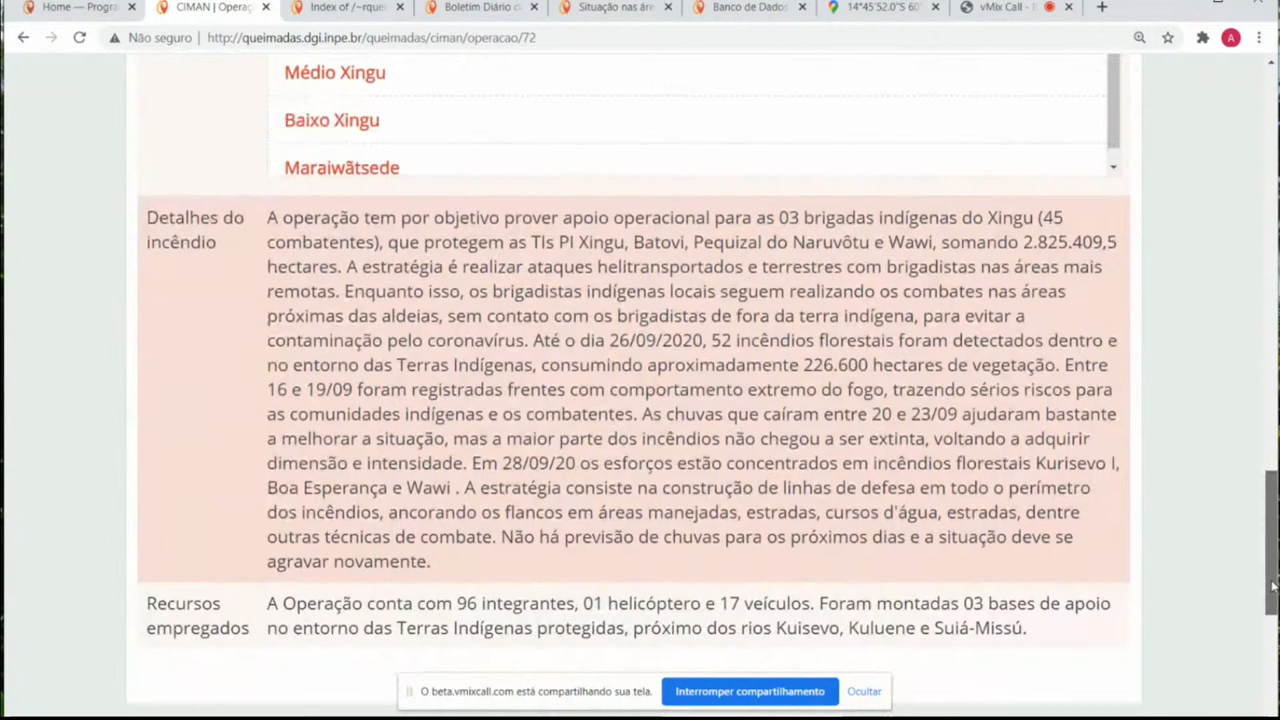 Home — Progra
CIMAN | Operaç
Index of /~rque
Boletim Diário d
Situação nas áre
Banco de Dados
14°45'52.0"S 60°
vMix Call -
Não seguro | http://queimadas.dgi.inpe.br/queimadas/ciman/operacao/72
A
Médio Xingu
Baixo Xingu
Maraiwãtsede
Detalhes do
incêndio
A operação tem por objetivo prover apoio operacional para as 03 brigadas indígenas do Xingu (45
combatentes), que protegem as TIs PI Xingu, Batovi, Pequizal do Naruvôtu e Wawi, somando 2.825.409,5
hectares. A estratégia é realizar ataques helitransportados e terrestres com brigadistas nas áreas mais
remotas. Enquanto isso, os brigadistas indígenas locais seguem realizando os combates nas áreas
próximas das aldeias, sem contato com os brigadistas de fora da terra indígena, para evitar a
contaminação pelo coronavírus. Até o dia 26/09/2020, 52 incêndios florestais foram detectados dentro e
no entorno das Terras Indígenas, consumindo aproximadamente 226.600 hectares de vegetação. Entre
16 e 19/09 foram registradas frentes com comportamento extremo do fogo, trazendo sérios riscos para
as comunidades indígenas e os combatentes. As chuvas que caíram entre 20 e 23/09 ajudaram bastante
a melhorar a situação, mas a maior parte dos incêndios não chegou a ser extinta, voltando a adquirir
dimensão e intensidade. Em 28/09/20 os esforços estão concentrados em incêndios florestais Kurisevo I,
Boa Esperança e Wawi . A estratégia consiste na construção de linhas de defesa em todo o perímetro
dos incêndios, ancorando os flancos em áreas manejadas, estradas, cursos d'água, estradas, dentre
outras técnicas de combate. Não há previsão de chuvas para os próximos dias e a situação deve se
agravar novamente.
Recursos
empregados
A Operação conta com 96 integrantes, 01 helicóptero e 17 veículos. Foram montadas 03 bases de apoio
no entorno das Terras Indígenas protegidas, próximo dos rios Kuisevo, Kuluene e Suiá-Missú.
O beta.vmixcall.com está compartilhando sua tela.
Interromper compartilhamento
Ocultar